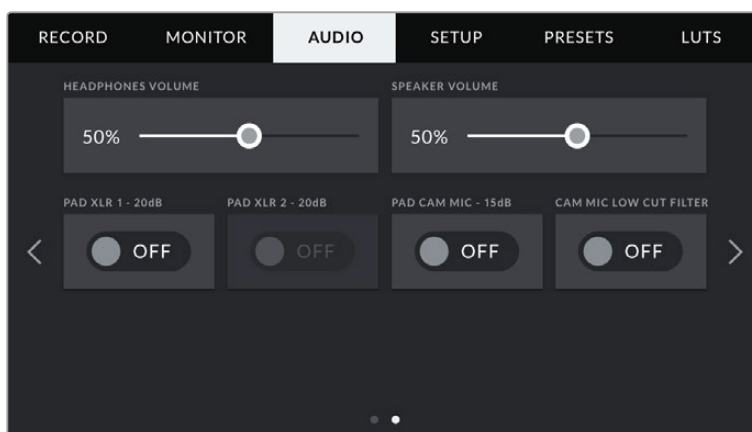 RECORD MONITOR AUDIO SETUP PRESETS LUTS
HEADPHONES VOLUME SPEAKER VOLUME
50% 50%
PAD XLR 1 - 20dB PAD XLR 2 - 20dB PAD CAM MIC - 15dB CAM MIC LOW CUT FILTER
OFF OFF OFF OFF